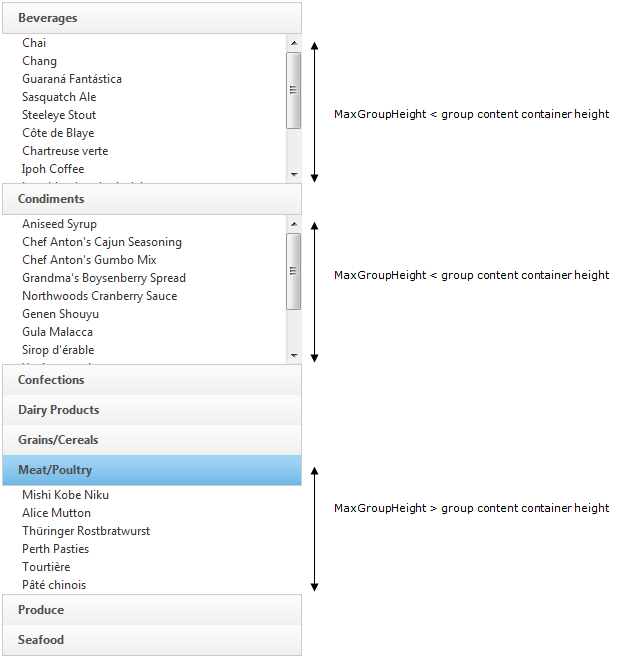 Beverages
Chai
Chang
Guaraná Fantástica
Sasquatch Ale
Steeleye Stout
Côte de Blaye
Chartreuse verte
Ipoh Coffee
MaxGroupHeight < group content container height
Condiments
Aniseed Syrup
Chef Anton's Cajun Seasoning
Chef Anton's Gumbo Mix
Grandma's Boysenberry Spread
Northwoods Cranberry Sauce
Genen Shouyu
Gula Malacca
Sirop d'érable
MaxGroupHeight < group content container height
Confections
Dairy Products
Grains/Cereals
Meat/Poultry
Mishi Kobe Niku
Alice Mutton
Thüringer Rostbratwurst
Perth Pasties
Tourtière
Pâté chinois
MaxGroupHeight > group content container height
Produce
Seafood